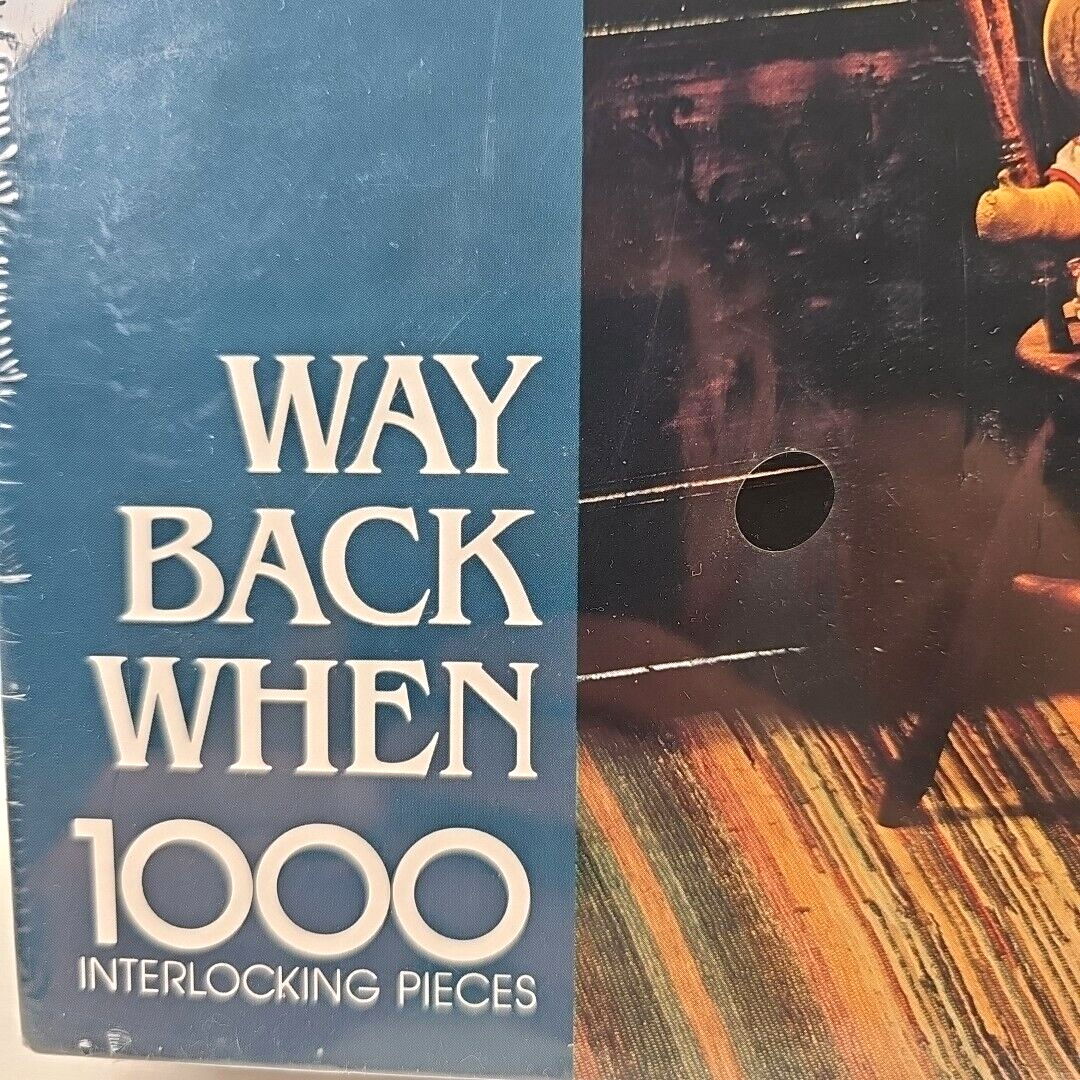 WAY
BACK
WHEN
1000
INTERLOCKING PIECES